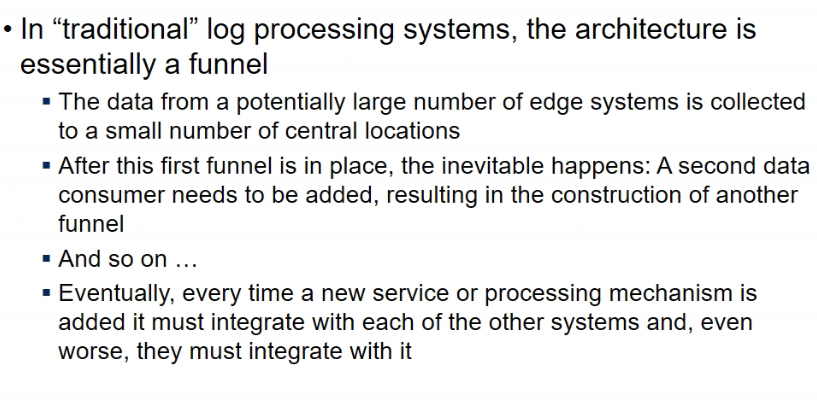 • In “traditional” log processing systems, the architecture is
essentially a funnel
▪ The data from a potentially large number of edge systems is collected
to a small number of central locations
▪ After this first funnel is in place, the inevitable happens: A second data
consumer needs to be added, resulting in the construction of another
funnel
▪ And so on …
▪ Eventually, every time a new service or processing mechanism is
added it must integrate with each of the other systems and, even
worse, they must integrate with it